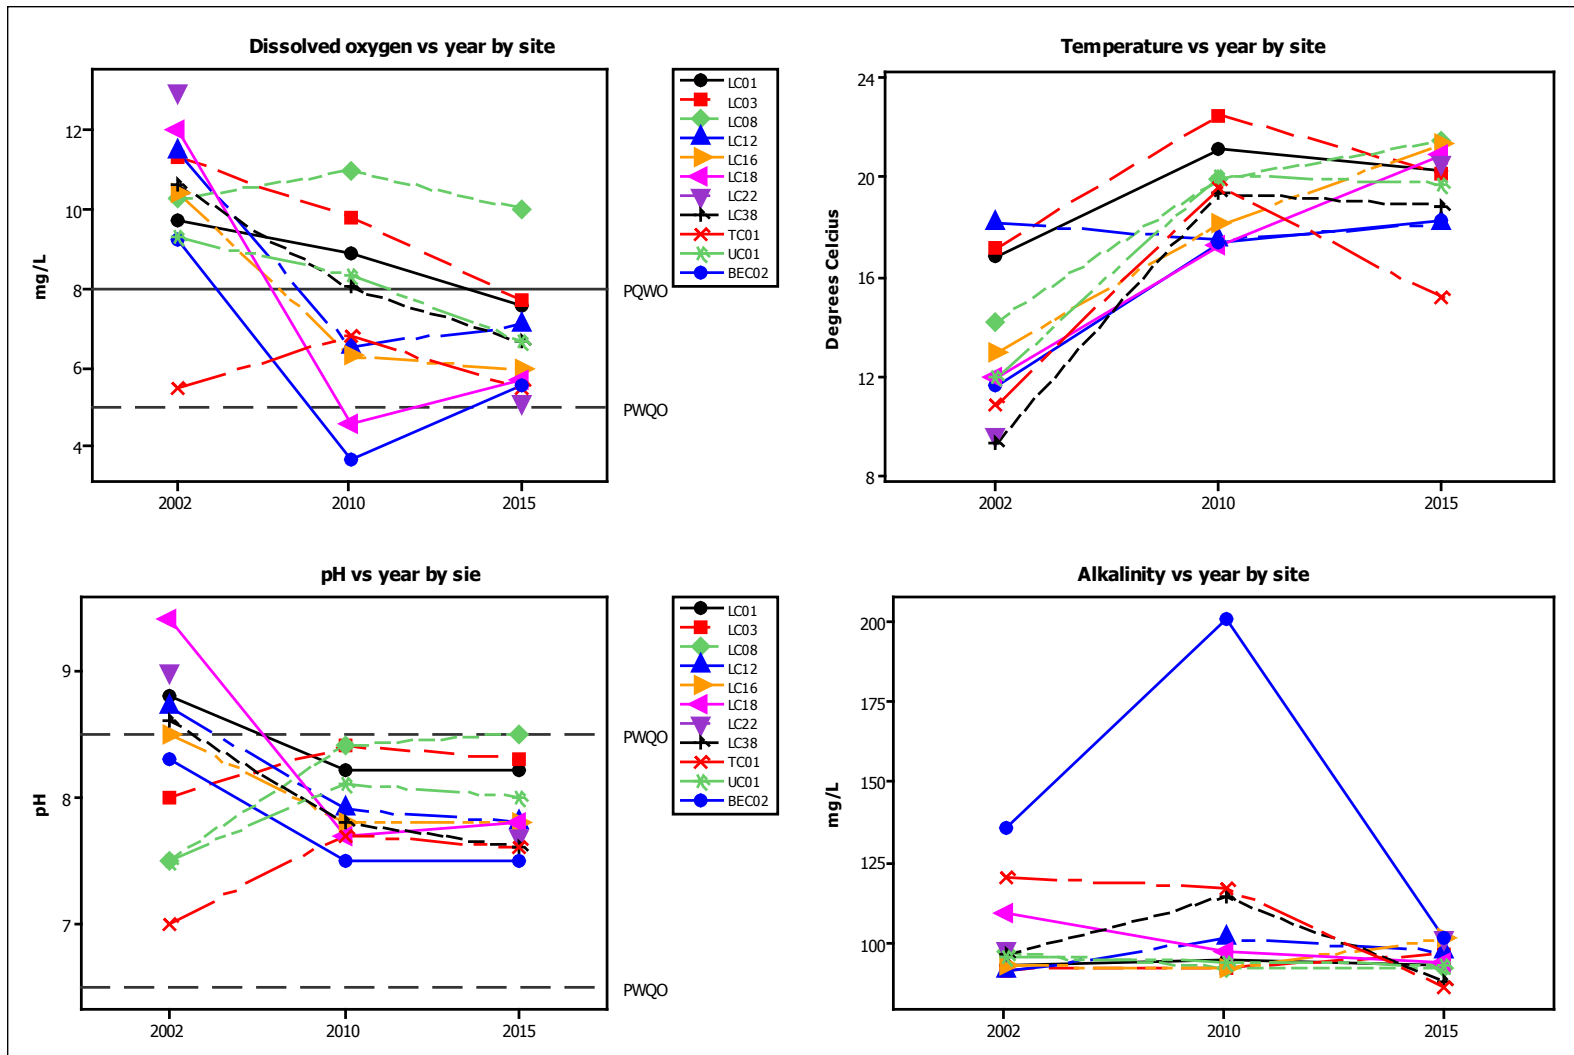 Dissolved oxygen vs year by site
12
10
8
6
4
mg/L
2002
2010
2015
PQWO
PWQO
LC01
LC03
LC08
LC12
LC16
LC18
LC22
LC38
TC01
UC01
BEC02
Temperature vs year by site
24
20
16
12
8
Degrees Celcius
2002
2010
2015
pH vs year by sie
9
8
7
pH
2002
2010
2015
PWQO
PWQO
LC01
LC03
LC08
LC12
LC16
LC18
LC22
LC38
TC01
UC01
BEC02
Alkalinity vs year by site
200
175
150
125
100
mg/L
2002
2010
2015